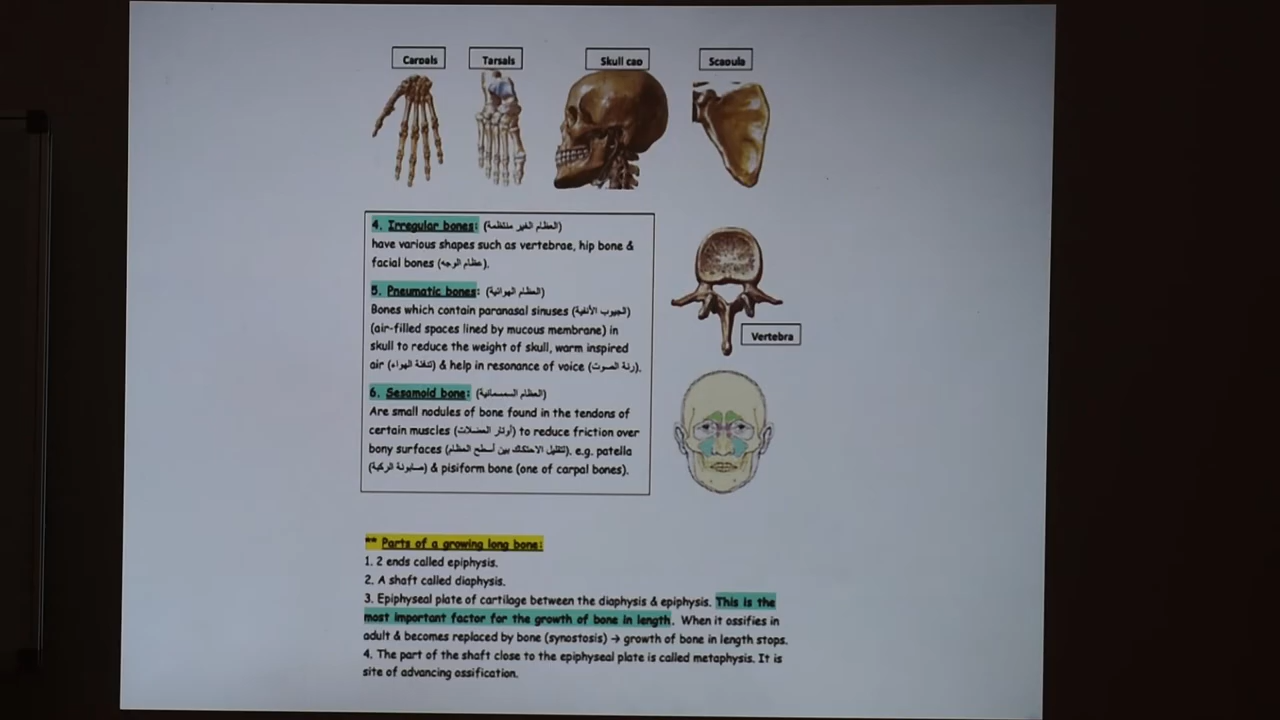 Carpals
Tarsals
Skull cap
Scapula
4. Irregular bones: (العظام الغير منتظمة)
have various shapes such as vertebrae, hip bone &
facial bones (عظام الوجه).
5. Pneumatic bones: (العظام الهوائية)
Bones which contain paranasal sinuses (الجيوب الأنفية)
(air-filled spaces lined by mucous membrane) in
skull to reduce the weight of skull, warm inspired
air (تدفئة الهواء) & help in resonance of voice (رنة الصوت).
Vertebra
6. Sesamoid bone: (العظام السمسمانية)
Are small nodules of bone found in the tendons of
certain muscles (أوتار العضلات) to reduce friction over
bony surfaces (لتقليل الاحتكاك بين أسطح العظام), e.g. patella
(صابونة الركبة) & pisiform bone (one of carpal bones).
** Parts of a growing long bone:
1. 2 ends called epiphysis.
2. A shaft called diaphysis.
3. Epiphyseal plate of cartilage between the diaphysis & epiphysis. This is the
most important factor for the growth of bone in length. When it ossifies in
adult & becomes replaced by bone (synostosis) → growth of bone in length stops.
4. The part of the shaft close to the epiphyseal plate is called metaphysis. It is
site of advancing ossification.